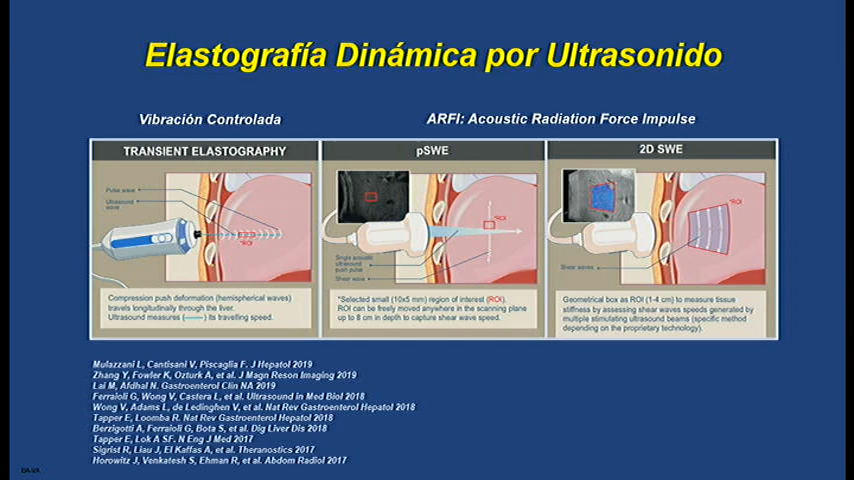 Elastografía Dinámica por Ultrasonido
Vibración Controlada
ARFI: Acoustic Radiation Force Impulse
TRANSIENT ELASTOGRAPHY
Pulse wave
Ultrasound
wave
*ROI
Compression push deformation (hemispherical waves)
travels longitudinally through the liver.
Ultrasound measures ( ) its travelling speed.
pSWE
*ROI
Single acoustic
ultrasound
push pulse
Shear wave
*Selected small (10x5 mm) region of interest (ROI).
ROI can be freely moved anywhere in the scanning plane
up to 8 cm in depth to capture shear wave speed.
2D SWE
*ROI
Shear waves
Geometrical box as ROI (1-4 cm) to measure tissue
stiffness by assessing shear waves speeds generated by
multiple stimulating ultrasound beams (specific method
depending on the proprietary technology).
Mulazzani L, Cantisani V, Piscaglia F. J Hepatol 2019
Zhang Y, Fowler K, Ozturk A, et al. J Magn Reson Imaging 2019
Lai M, Afdhal N. Gastroenterol Clin NA 2019
Ferraioli G, Wong V, Castera L, et al. Ultrasound in Med Biol 2018
Wong V, Adams L, de Ledinghen V, et al. Nat Rev Gastroenterol Hepatol 2018
Tapper E, Loomba R. Nat Rev Gastroenterol Hepatol 2018
Berzigotti A, Ferraioli G, Bota S, et al. Dig Liver Dis 2018
Tapper E, Lok A SF. N Eng J Med 2017
Sigrist R, Liau J, El Kaffas A, et al. Theranostics 2017
Horowitz J, Venkatesh S, Ehman R, et al. Abdom Radiol 2017